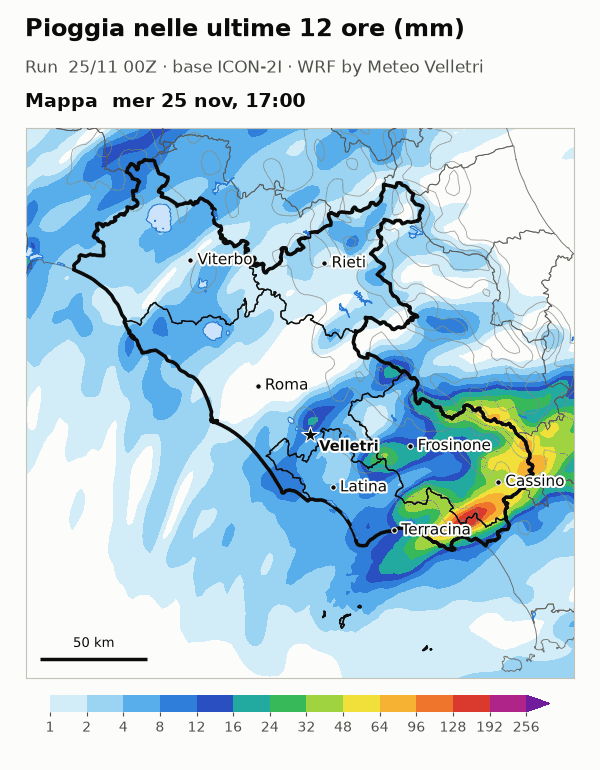 Pioggia nelle ultime 12 ore (mm)
Run 25/11 00Z · base ICON-2I · WRF by Meteo Velletri
Mappa mer 25 nov, 17:00
Viterbo
Rieti
Roma
Velletri
Frosinone
Cassino
Latina
Terracina
50 km
1 2 4 8 12 16 24 32 48 64 96 128 192 256